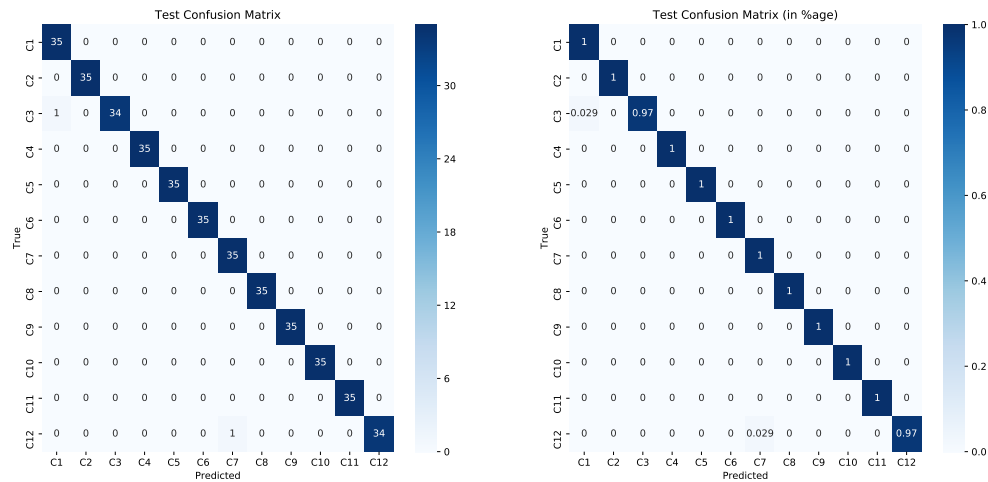 Test Confusion Matrix
C1 35 0 0 0 0 0 0 0 0 0 0 0
C2 0 35 0 0 0 0 0 0 0 0 0 0
C3 1 0 34 0 0 0 0 0 0 0 0 0
C4 0 0 0 35 0 0 0 0 0 0 0 0
C5 0 0 0 0 35 0 0 0 0 0 0 0
C6 0 0 0 0 0 35 0 0 0 0 0 0
C7 0 0 0 0 0 0 35 0 0 0 0 0
C8 0 0 0 0 0 0 0 35 0 0 0 0
C9 0 0 0 0 0 0 0 0 35 0 0 0
C10 0 0 0 0 0 0 0 0 0 35 0 0
C11 0 0 0 0 0 0 0 0 0 0 35 0
C12 0 0 0 0 0 0 1 0 0 0 0 34
C1 C2 C3 C4 C5 C6 C7 C8 C9 C10 C11 C12
True
Predicted
30
24
18
12
6
0
Test Confusion Matrix (in %age)
C1 1 0 0 0 0 0 0 0 0 0 0 0
C2 0 1 0 0 0 0 0 0 0 0 0 0
C3 0.029 0 0.97 0 0 0 0 0 0 0 0 0
C4 0 0 0 1 0 0 0 0 0 0 0 0
C5 0 0 0 0 1 0 0 0 0 0 0 0
C6 0 0 0 0 0 1 0 0 0 0 0 0
C7 0 0 0 0 0 0 1 0 0 0 0 0
C8 0 0 0 0 0 0 0 1 0 0 0 0
C9 0 0 0 0 0 0 0 0 1 0 0 0
C10 0 0 0 0 0 0 0 0 0 1 0 0
C11 0 0 0 0 0 0 0 0 0 0 1 0
C12 0 0 0 0 0 0 0.029 0 0 0 0 0.97
C1 C2 C3 C4 C5 C6 C7 C8 C9 C10 C11 C12
True
Predicted
1.0
0.8
0.6
0.4
0.2
0.0